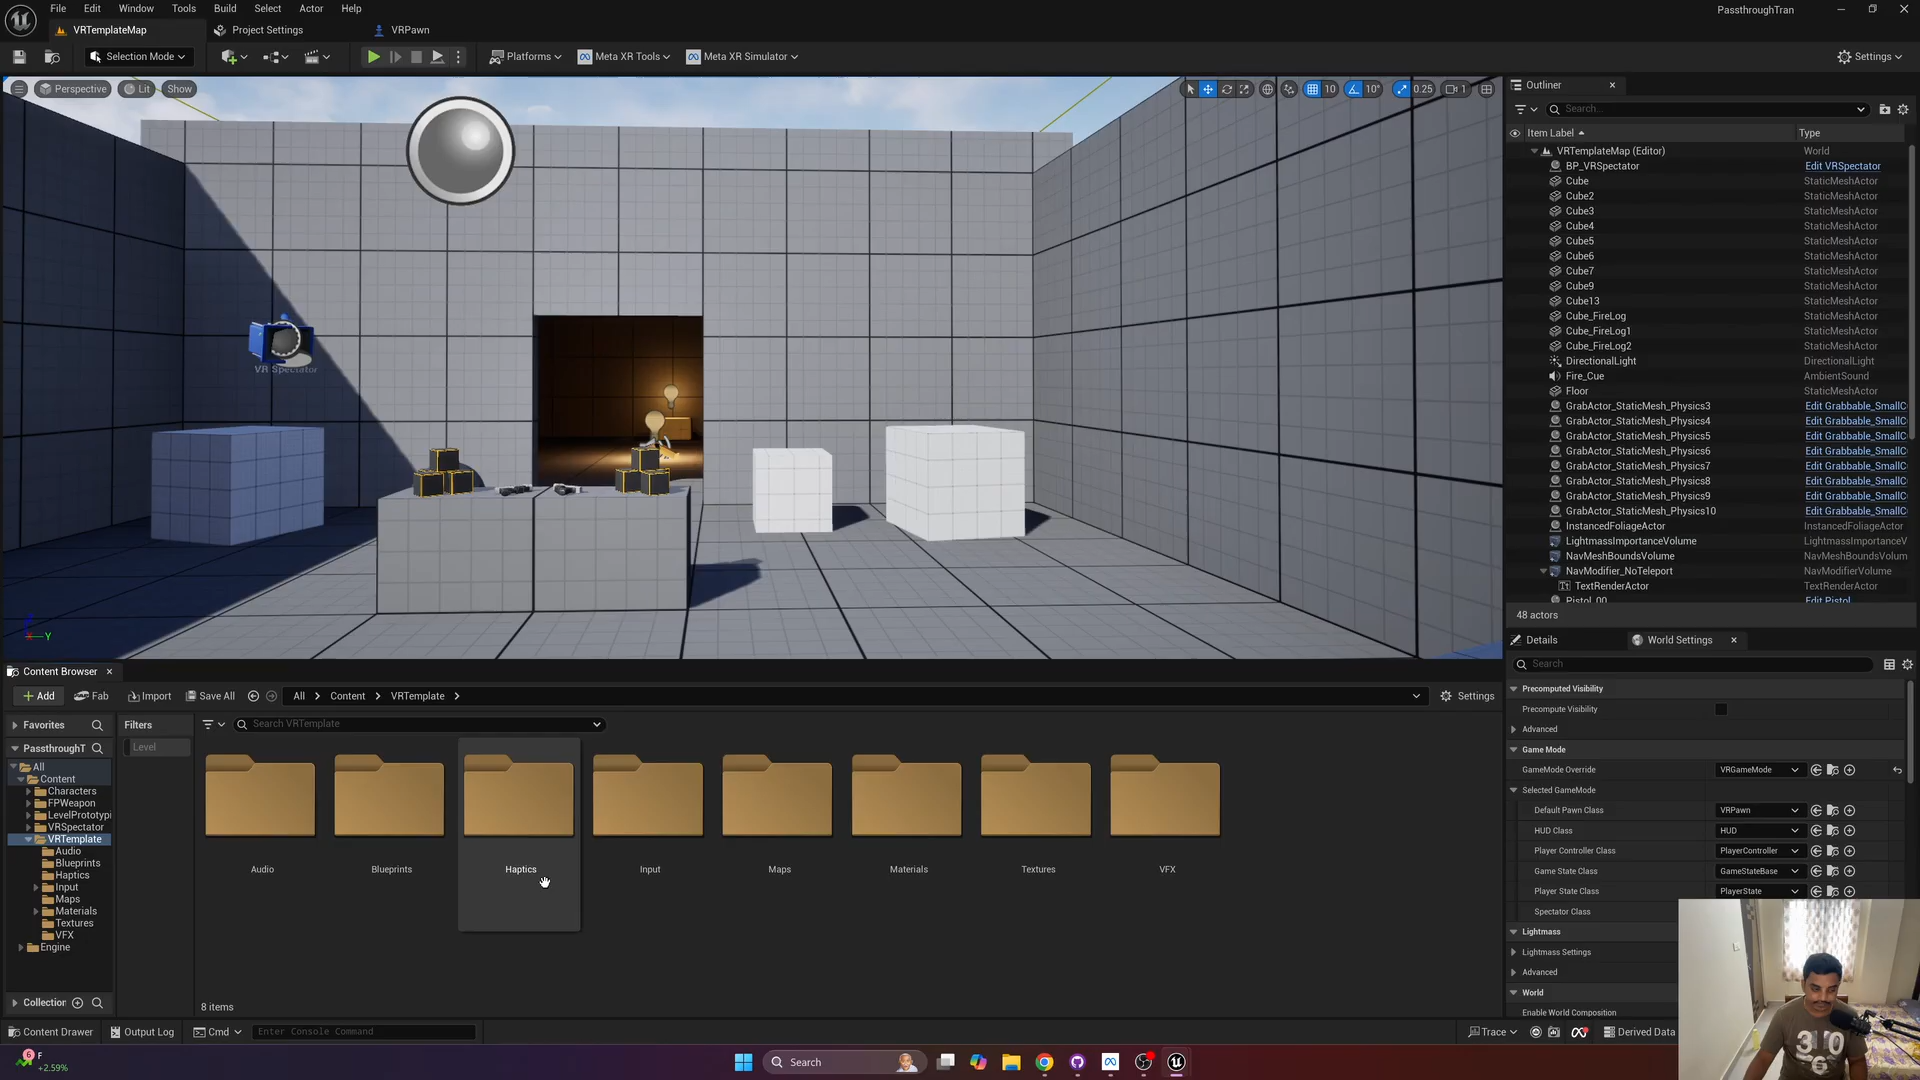 File Edit Window Tools Build Select Actor Help
PassthroughTran
VRTemplateMap
Project Settings
VRPawn
Selection Mode
Platforms
Meta XR Tools
Meta XR Simulator
Settings
Perspective
Lit
Show
10
10°
0.25
1
VR Spectator
Y
Outliner
Search...
Item Label
Type
VRTemplateMap (Editor) World
BP_VRSpectator Edit VRSpectator
Cube StaticMeshActor
Cube2 StaticMeshActor
Cube3 StaticMeshActor
Cube4 StaticMeshActor
Cube5 StaticMeshActor
Cube6 StaticMeshActor
Cube7 StaticMeshActor
Cube9 StaticMeshActor
Cube13 StaticMeshActor
Cube_FireLog StaticMeshActor
Cube_FireLog1 StaticMeshActor
Cube_FireLog2 StaticMeshActor
DirectionalLight DirectionalLight
Fire_Cue AmbientSound
Floor StaticMeshActor
GrabActor_StaticMesh_Physics3 Edit Grabbable_SmallC
GrabActor_StaticMesh_Physics4 Edit Grabbable_SmallC
GrabActor_StaticMesh_Physics5 Edit Grabbable_SmallC
GrabActor_StaticMesh_Physics6 Edit Grabbable_SmallC
GrabActor_StaticMesh_Physics7 Edit Grabbable_SmallC
GrabActor_StaticMesh_Physics8 Edit Grabbable_SmallC
GrabActor_StaticMesh_Physics9 Edit Grabbable_SmallC
GrabActor_StaticMesh_Physics10 Edit Grabbable_SmallC
InstancedFoliageActor InstancedFoliageActor
LightmassImportanceVolume LightmassImportanceV
NavMeshBoundsVolume NavMeshBoundsVolum
NavModifier_NoTeleport NavModifierVolume
TextRenderActor TextRenderActor
Pistol_00 Edit Pistol
48 actors
Details
World Settings
Search
Precomputed Visibility
Precompute Visibility
Advanced
Game Mode
GameMode Override VRGameMode
Selected GameMode
Default Pawn Class VRPawn
HUD Class HUD
Player Controller Class PlayerController
Game State Class GameStateBase
Player State Class PlayerState
Spectator Class
Lightmass
Lightmass Settings
Advanced
World
Enable World Composition
Content Browser
Add
Fab
Import
Save All
All > Content > VRTemplate >
Settings
Favorites
PassthroughT
All
Content
Characters
FPWeapon
LevelPrototypi
VRSpectator
VRTemplate
Audio
Blueprints
Haptics
Input
Maps
Materials
Textures
VFX
Engine
Collection
Filters
Level
Search VRTemplate
Audio
Blueprints
Haptics
Input
Maps
Materials
Textures
VFX
8 items
Content Drawer
Output Log
Cmd
Enter Console Command
Trace
Derived Data
6
F
+2.59%
Search
30
6